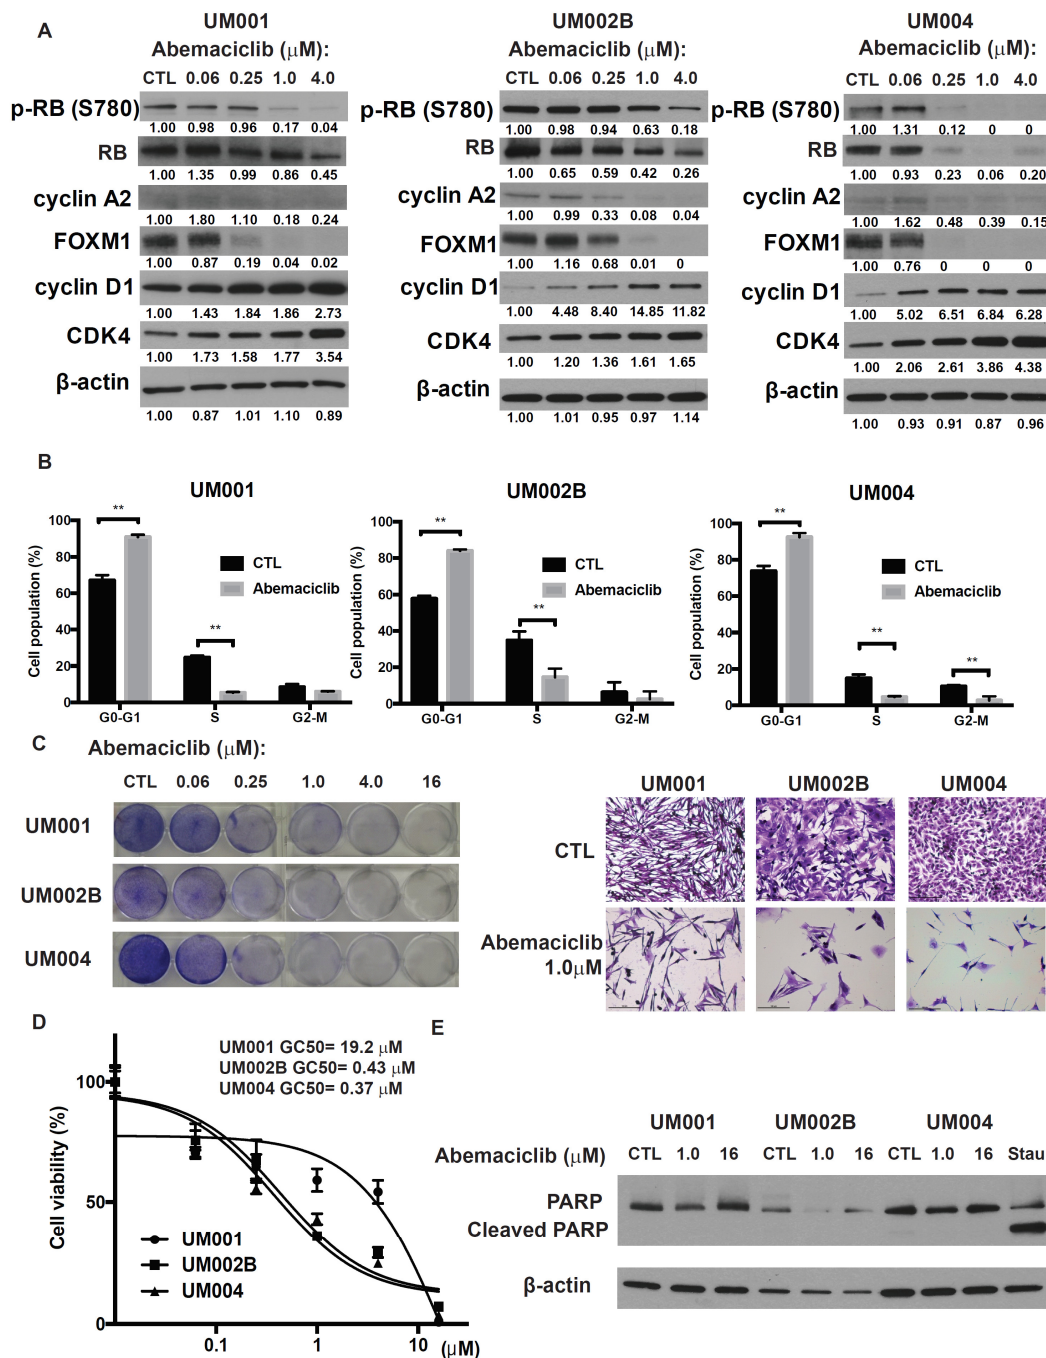 A
UM001
Abemaciclib (μM):
CTL 0.06 0.25 1.0 4.0
p-RB (S780)
1.00 0.98 0.96 0.17 0.04
RB
1.00 1.35 0.99 0.86 0.45
cyclin A2
1.00 1.80 1.10 0.18 0.24
FOXM1
1.00 0.87 0.19 0.04 0.02
cyclin D1
1.00 1.43 1.84 1.86 2.73
CDK4
1.00 1.73 1.58 1.77 3.54
β-actin
1.00 0.87 1.01 1.10 0.89
UM002B
Abemaciclib (μM):
CTL 0.06 0.25 1.0 4.0
p-RB (S780)
1.00 0.98 0.94 0.63 0.18
RB
1.00 0.65 0.59 0.42 0.26
cyclin A2
1.00 0.99 0.33 0.08 0.04
FOXM1
1.00 1.16 0.68 0.01 0
cyclin D1
1.00 4.48 8.40 14.85 11.82
CDK4
1.00 1.20 1.36 1.61 1.65
β-actin
1.00 1.01 0.95 0.97 1.14
UM004
Abemaciclib (μM):
CTL 0.06 0.25 1.0 4.0
p-RB (S780)
1.00 1.31 0.12 0 0
RB
1.00 0.93 0.23 0.06 0.20
cyclin A2
1.00 1.62 0.48 0.39 0.15
FOXM1
1.00 0.76 0 0 0
cyclin D1
1.00 5.02 6.51 6.84 6.28
CDK4
1.00 2.06 2.61 3.86 4.38
β-actin
1.00 0.93 0.91 0.87 0.96
B
UM001
Cell population (%)
100
80
60
40
20
0
**
**
CTL
Abemaciclib
G0-G1 S G2-M
UM002B
Cell population (%)
100
80
60
40
20
0
**
**
CTL
Abemaciclib
G0-G1 S G2-M
UM004
Cell population (%)
100
80
60
40
20
0
**
**
**
CTL
Abemaciclib
G0-G1 S G2-M
C
Abemaciclib (μM):
CTL 0.06 0.25 1.0 4.0 16
UM001
UM002B
UM004
UM001 UM002B UM004
CTL
Abemaciclib
1.0μM
D
UM001 GC50= 19.2 μM
UM002B GC50= 0.43 μM
UM004 GC50= 0.37 μM
Cell viability (%)
100
50
0
UM001
UM002B
UM004
0.1 1 10 (μM)
E
UM001 UM002B UM004
Abemaciclib (μM) CTL 1.0 16 CTL 1.0 16 CTL 1.0 16 Stau
PARP
Cleaved PARP
β-actin